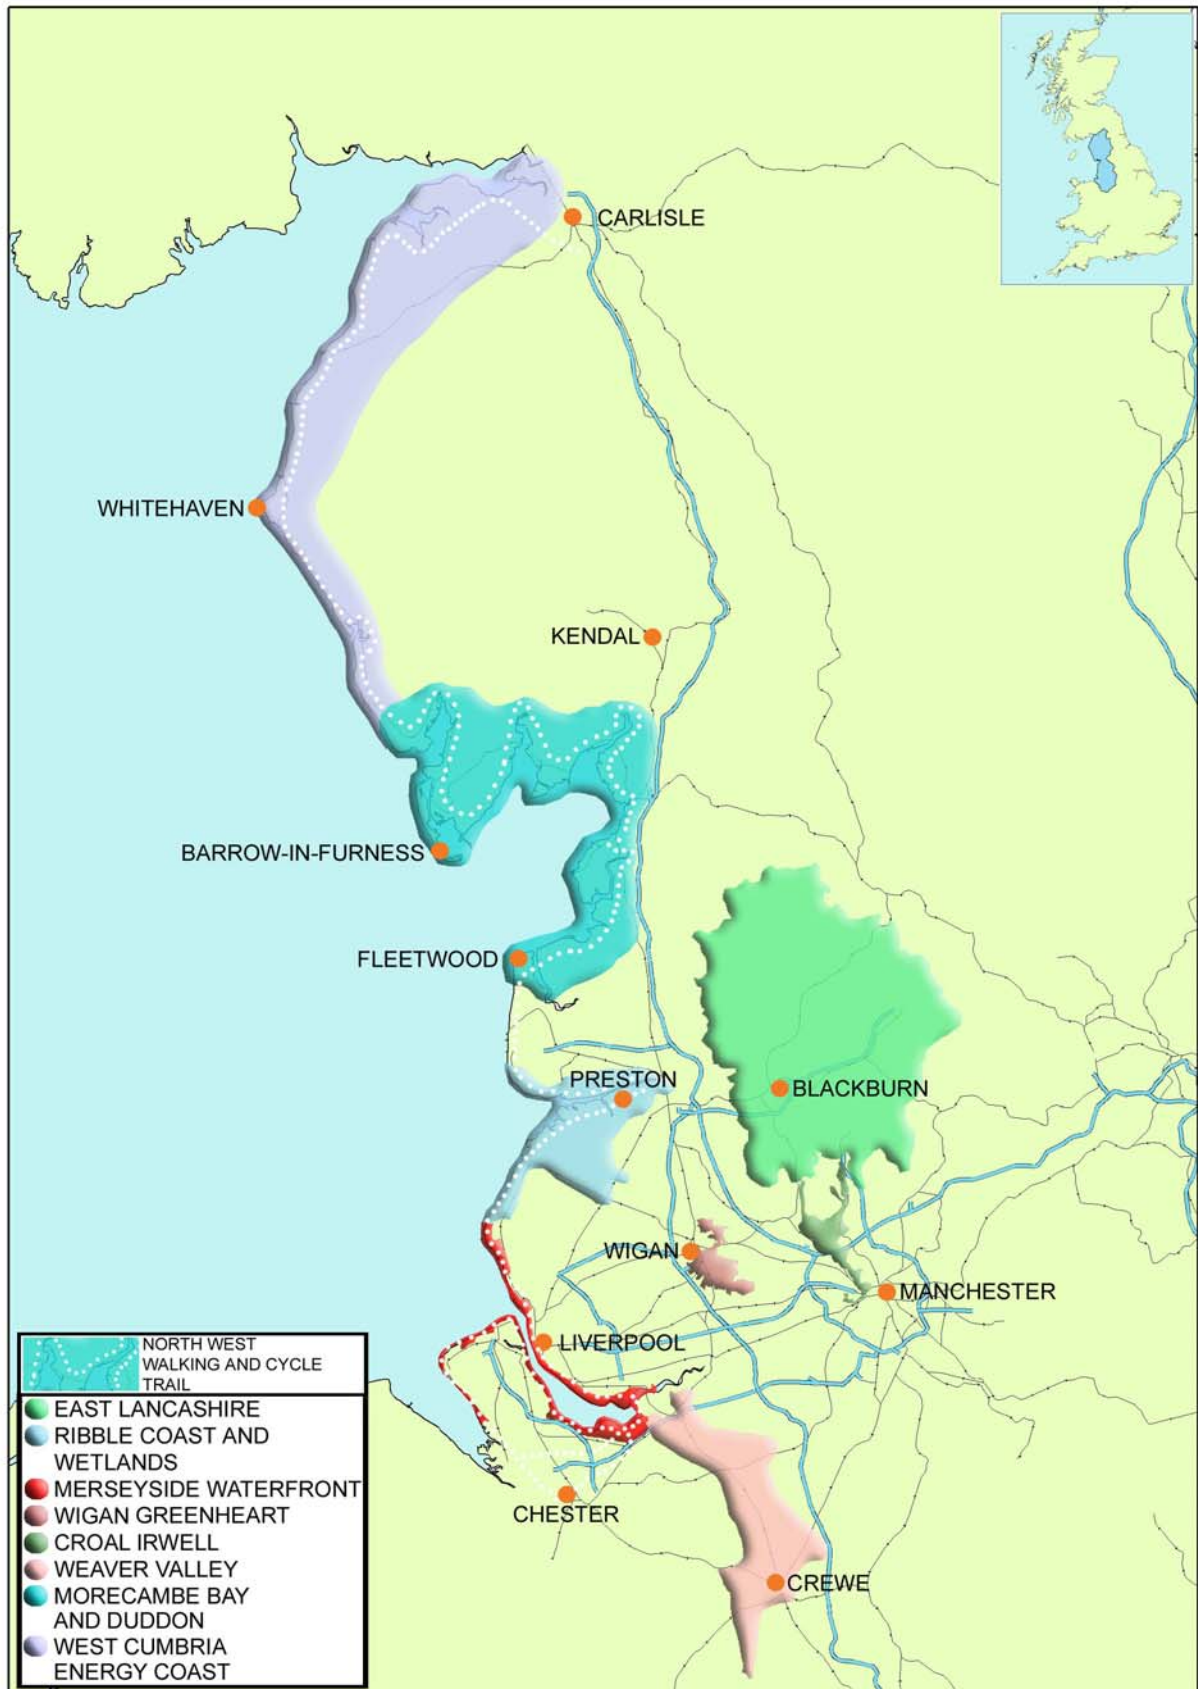 CARLISLE
WHITEHAVEN
KENDAL
BARROW-IN-FURNESS
FLEETWOOD
PRESTON
BLACKBURN
WIGAN
MANCHESTER
LIVERPOOL
CHESTER
CREWE
NORTH WEST
WALKING AND CYCLE
TRAIL
EAST LANCASHIRE
RIBBLE COAST AND
WETLANDS
MERSEYSIDE WATERFRONT
WIGAN GREENHEART
CROAL IRWELL
WEAVER VALLEY
MORECAMBE BAY
AND DUDDON
WEST CUMBRIA
ENERGY COAST